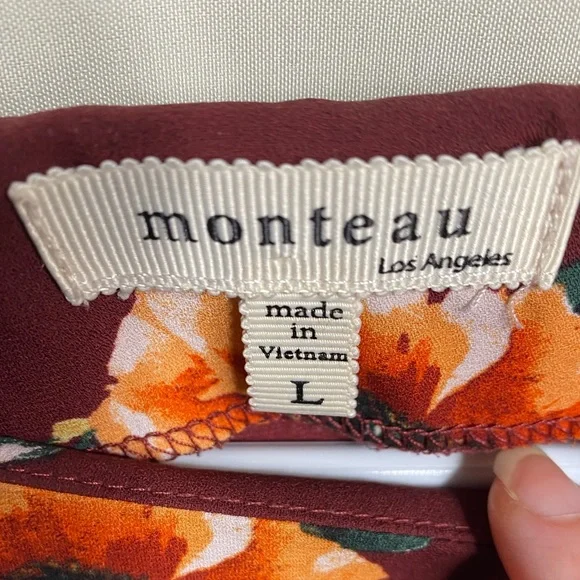 monteau
Los Angeles
made
in
Vietnam
L